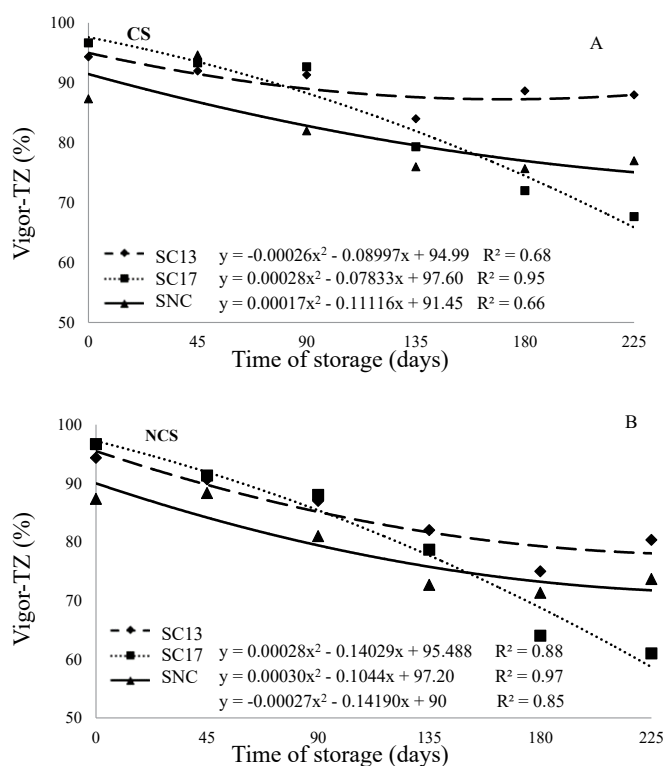 100
CS
A
90
80
70
60
50
Vigor-TZ (%)
SC13 y = -0.00026x² - 0.08997x + 94.99 R² = 0.68
SC17 y = 0.00028x² - 0.07833x + 97.60 R² = 0.95
SNC y = 0.00017x² - 0.11116x + 91.45 R² = 0.66
0 45 90 135 180 225
Time of storage (days)
100
NCS
B
90
80
70
60
50
Vigor-TZ (%)
SC13
SC17 y = 0.00028x² - 0.14029x + 95.488 R² = 0.88
SNC y = 0.00030x² - 0.1044x + 97.20 R² = 0.97
y = -0.00027x² - 0.14190x + 90 R² = 0.85
0 45 90 135 180 225
Time of storage (days)